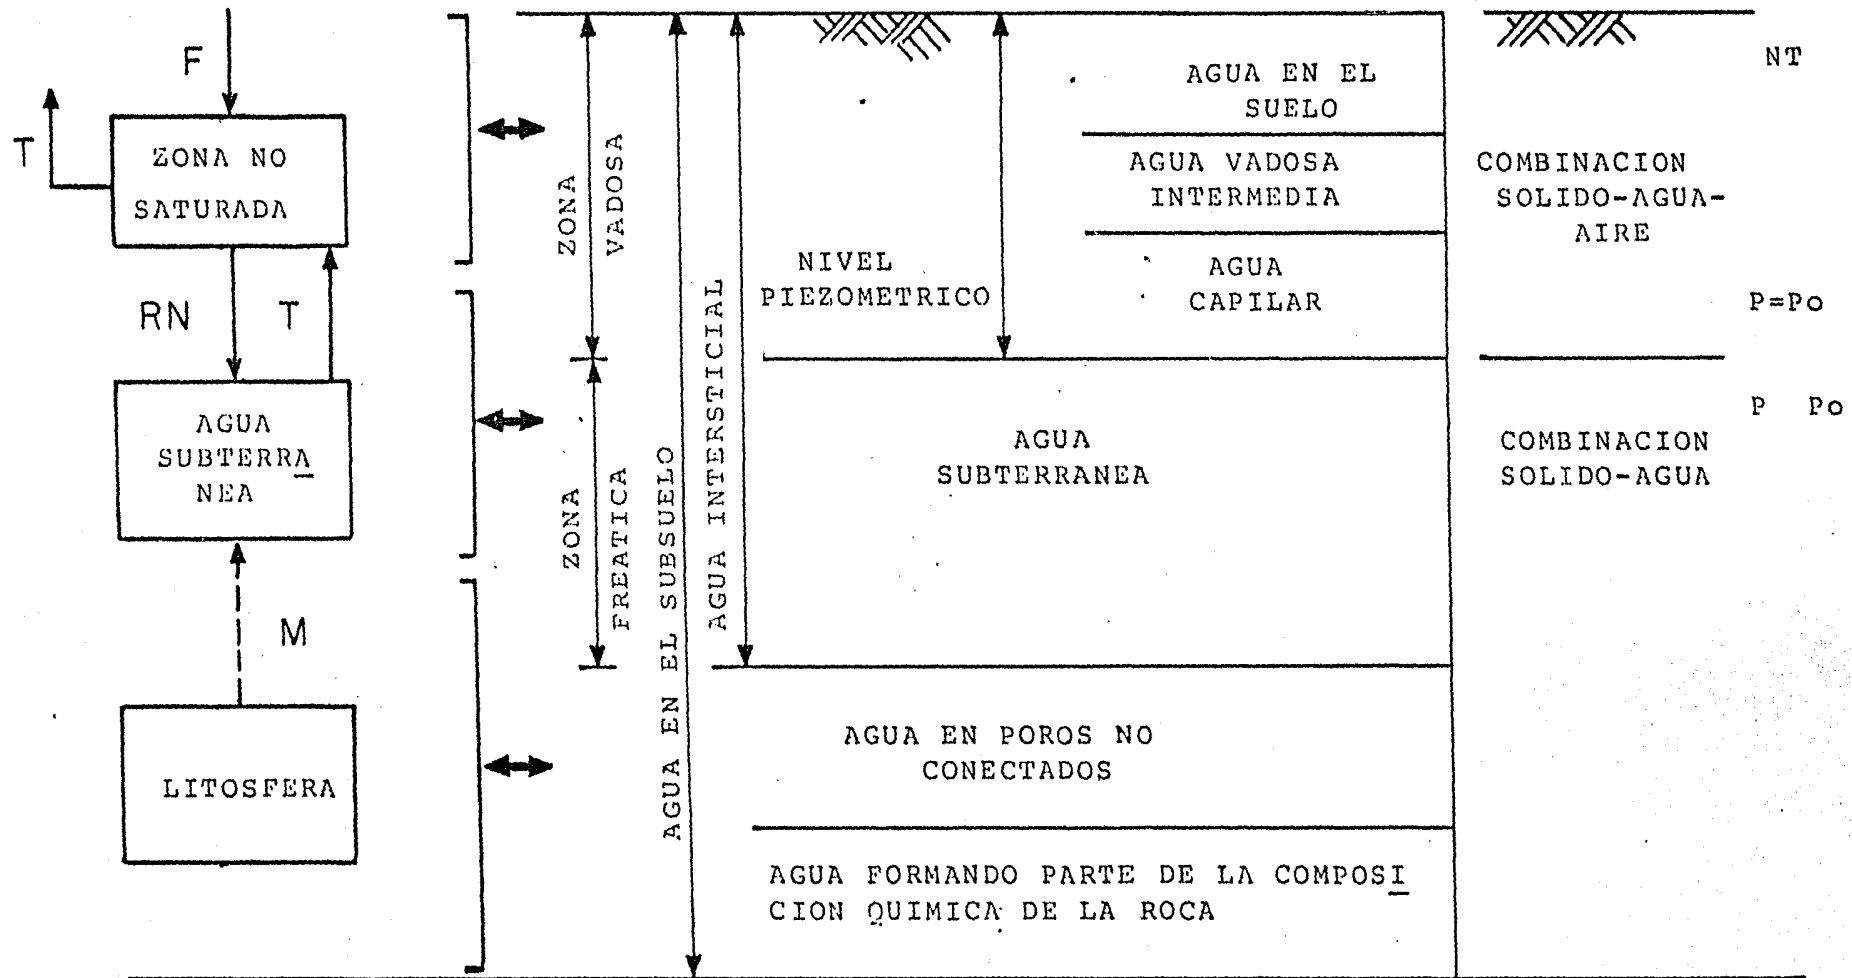 F
T
ZONA NO
SATURADA
RN
T
AGUA
SUBTERRA
NEA
M
LITOSFERA
ZONA
VADOSA
ZONA
FREATICA
AGUA EN EL SUBSUELO
AGUA INTERSTICIAL
NIVEL
PIEZOMETRICO
AGUA EN EL
SUELO
AGUA VADOSA
INTERMEDIA
AGUA
CAPILAR
AGUA
SUBTERRANEA
AGUA EN POROS NO
CONECTADOS
AGUA FORMANDO PARTE DE LA COMPOSI
CION QUIMICA DE LA ROCA
NT
COMBINACION
SOLIDO-AGUA-
AIRE
P=Po
P Po
COMBINACION
SOLIDO-AGUA